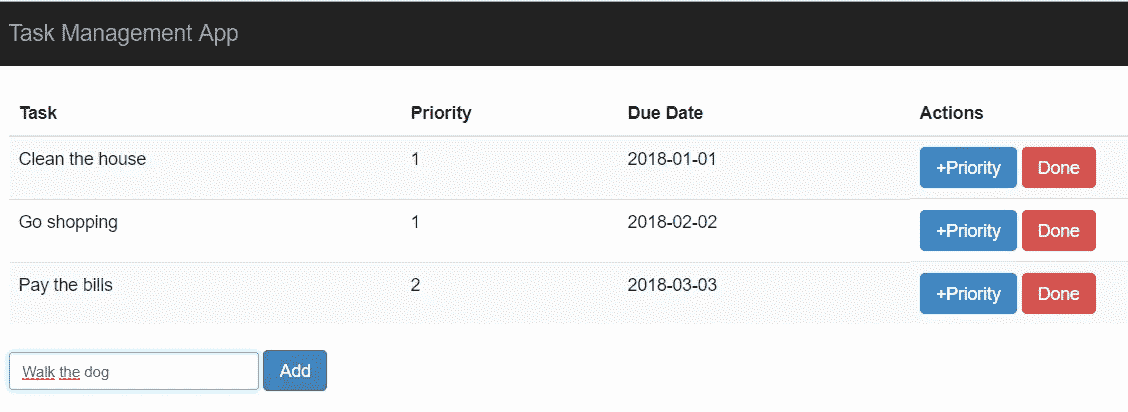 Task Management App
Task Priority Due Date Actions
Clean the house 1 2018-01-01 +Priority Done
Go shopping 1 2018-02-02 +Priority Done
Pay the bills 2 2018-03-03 +Priority Done
Walk the dog Add